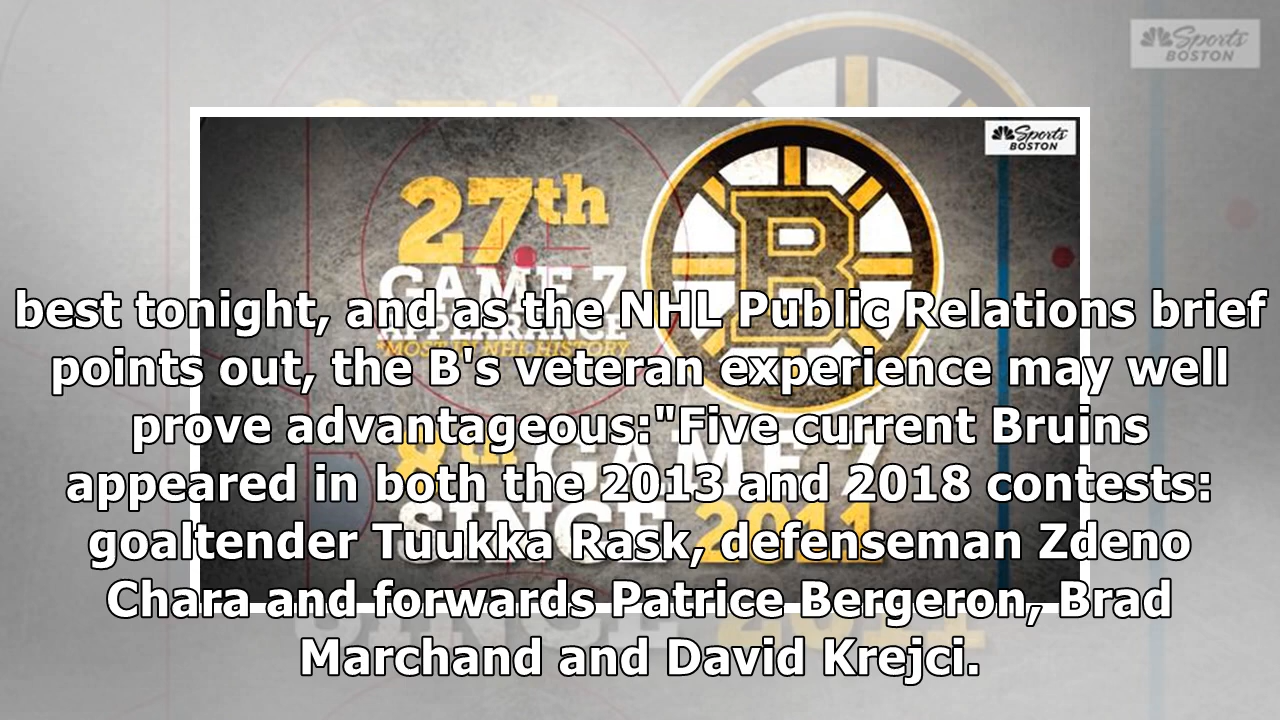 Sports
BOSTON
Sports
BOSTON
27th
GAME 7
APPEARANCE
*MOST IN NHL HISTORY
B
best tonight, and as the NHL Public Relations brief
points out, the B's veteran experience may well
prove advantageous:"Five current Bruins
appeared in both the 2013 and 2018 contests:
goaltender Tuukka Rask, defenseman Zdeno
Chara and forwards Patrice Bergeron, Brad
Marchand and David Krejci.
8th GAME 7
SINCE 2011